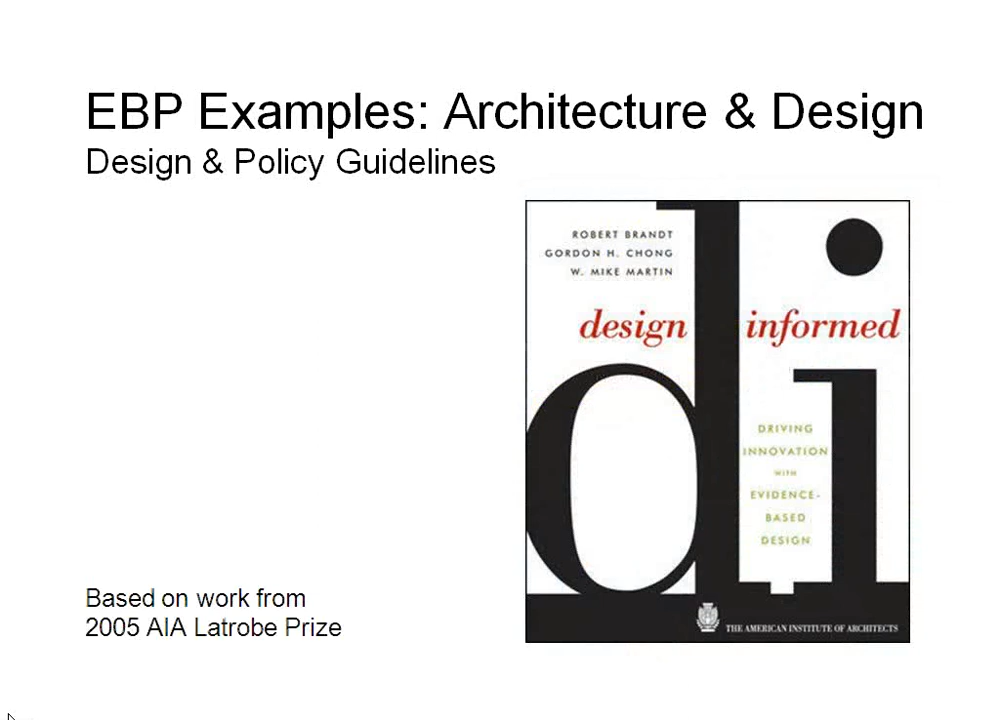 EBP Examples: Architecture & Design
Design & Policy Guidelines
ROBERT BRANDT
GORDON H. CHONG
W. MIKE MARTIN
design informed
di
DRIVING
INNOVATION
WITH
EVIDENCE-
BASED
DESIGN
THE AMERICAN INSTITUTE OF ARCHITECTS
Based on work from
2005 AIA Latrobe Prize